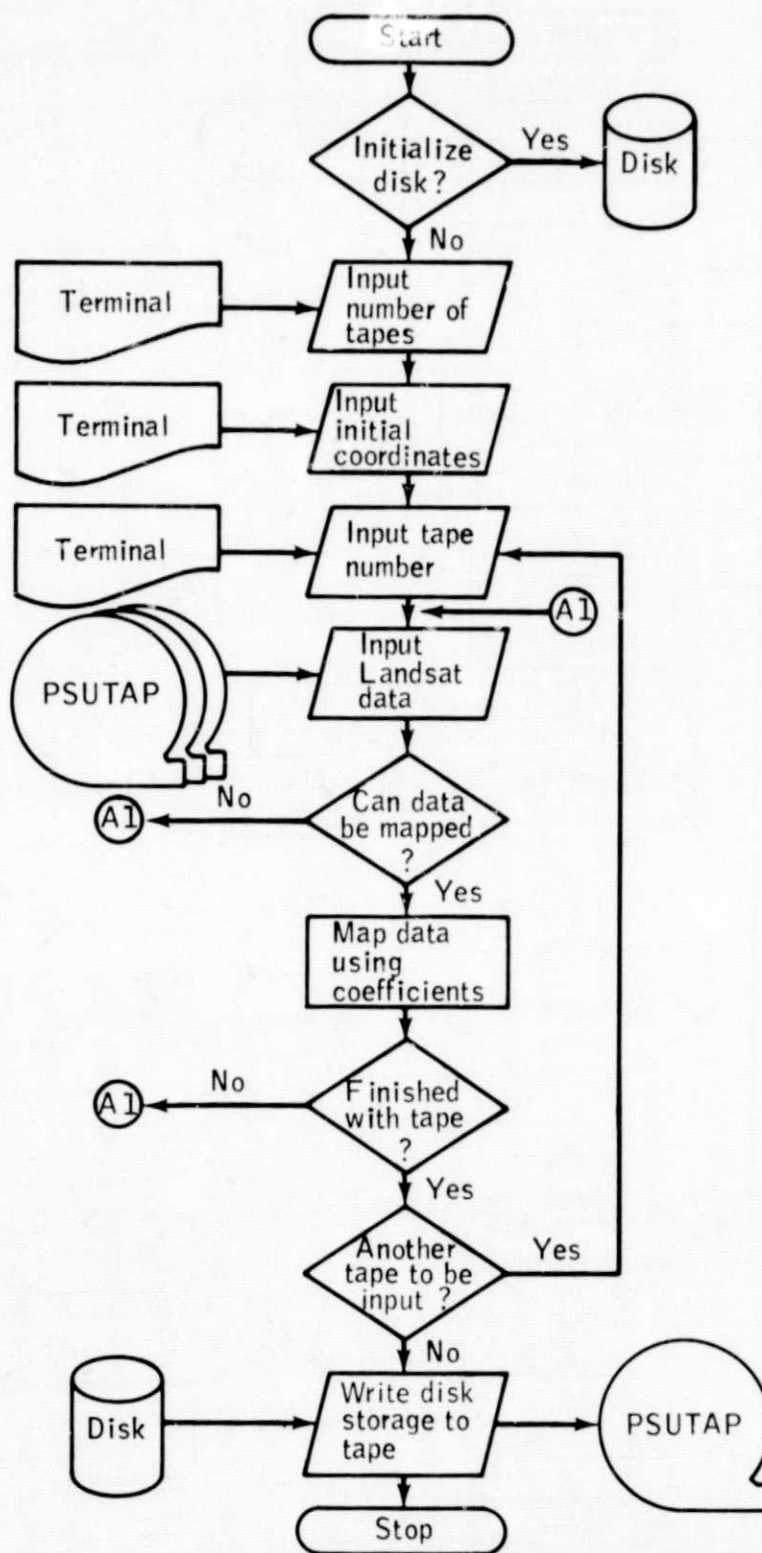 Start
Initialize
disk?
Yes
Disk
No
Terminal
Input
number of
tapes
Terminal
Input
initial
coordinates
Terminal
Input tape
number
A1
PSUTAP
Input
Landsat
data
No
A1
Can data
be mapped
?
Yes
Map data
using
coefficients
No
A1
Finished
with tape
?
Yes
Another
tape to be
input ?
Yes
No
Disk
Write disk
storage to
tape
PSUTAP
Stop